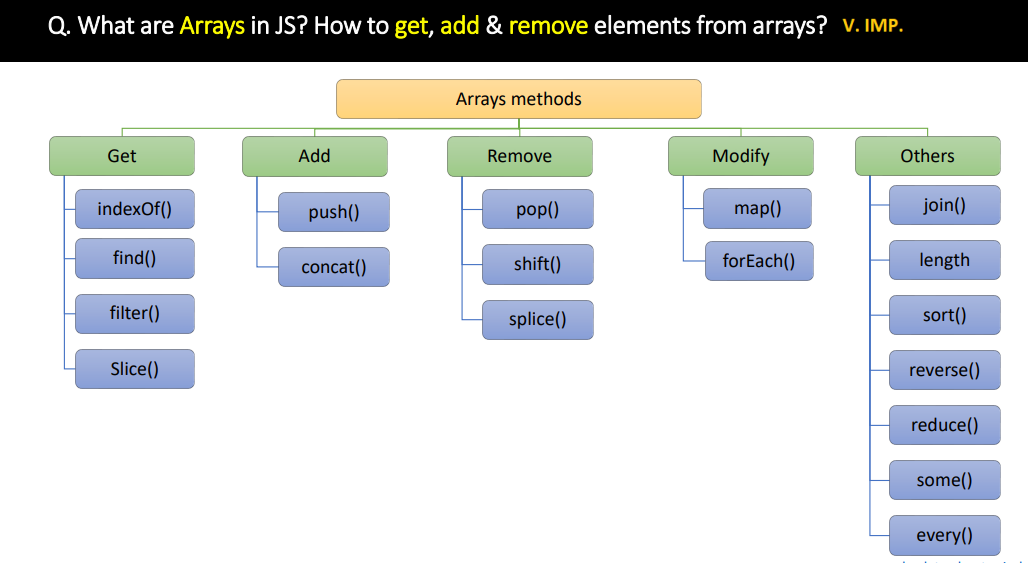 Q. What are Arrays in JS? How to get, add & remove elements from arrays? V. IMP.
Arrays methods
Get
indexOf()
find()
filter()
Slice()
Add
push()
concat()
Remove
pop()
shift()
splice()
Modify
map()
forEach()
Others
join()
length
sort()
reverse()
reduce()
some()
every()